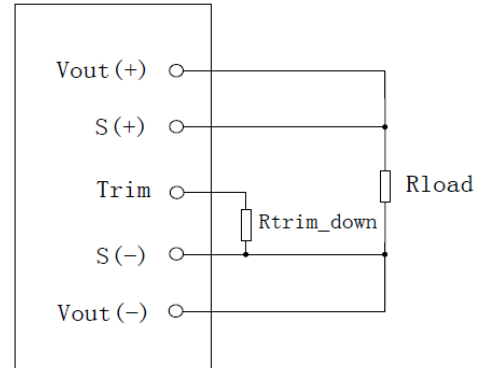 Vout(+)
S(+)
Trim
Rload
Rtrim_down
S(-)
Vout(-)